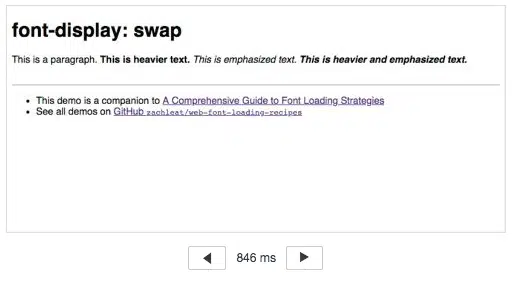 font-display: swap
This is a paragraph. This is heavier text. This is emphasized text. This is heavier and emphasized text.
This demo is a companion to A Comprehensive Guide to Font Loading Strategies
See all demos on GitHub zachleat/web-font-loading-recipes
846 ms